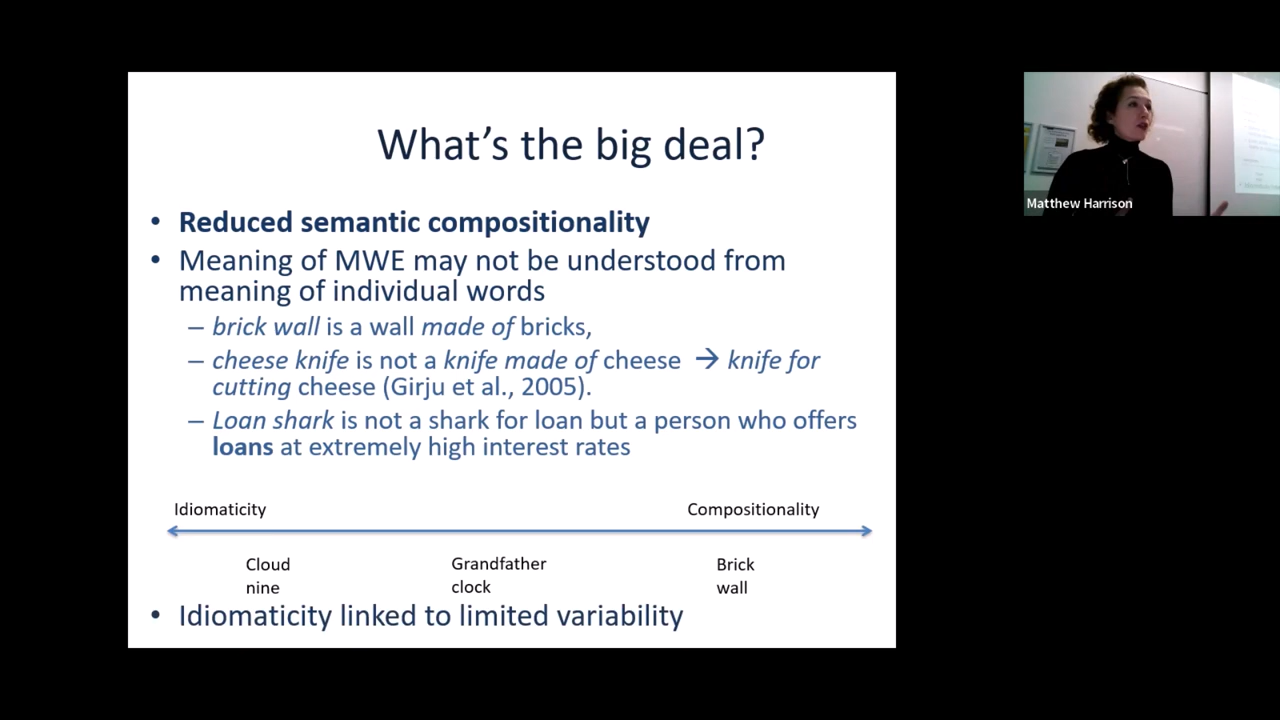 What's the big deal?
• Reduced semantic compositionality
• Meaning of MWE may not be understood from
meaning of individual words
– brick wall is a wall made of bricks,
– cheese knife is not a knife made of cheese → knife for
cutting cheese (Girju et al., 2005).
– Loan shark is not a shark for loan but a person who offers
loans at extremely high interest rates
Idiomaticity Compositionality
Cloud Grandfather Brick
nine clock wall
• Idiomaticity linked to limited variability
Matthew Harrison